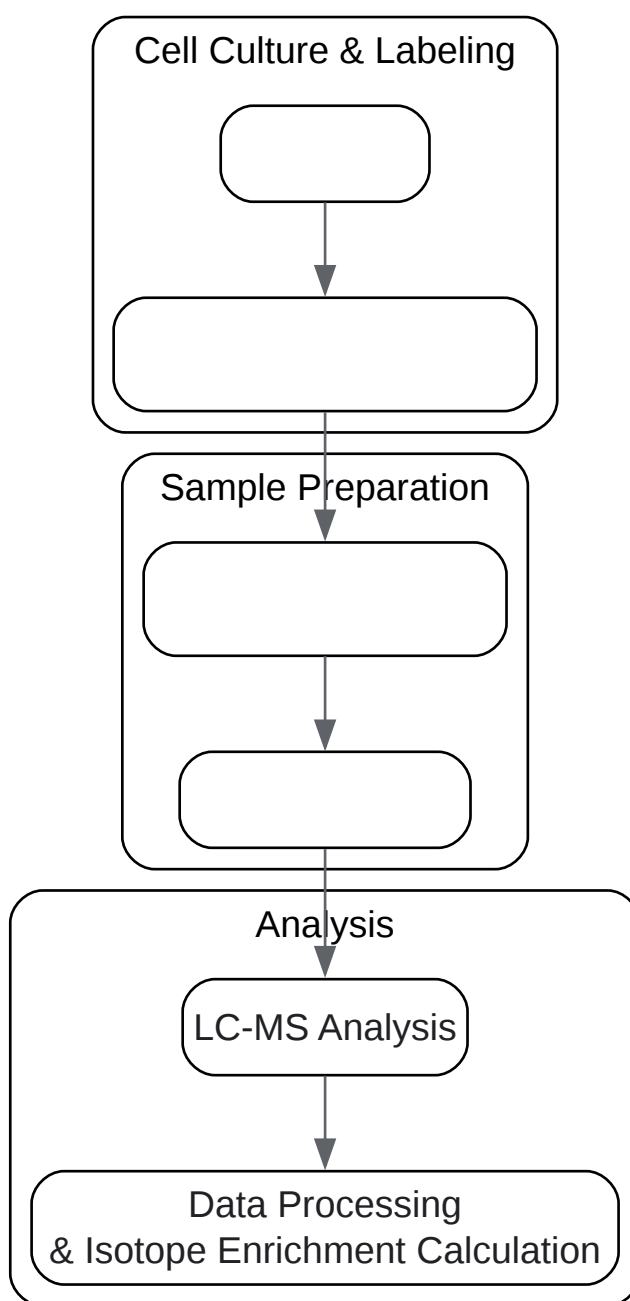 Cell Culture & Labeling
Sample Preparation
Analysis
LC-MS Analysis
Data Processing
& Isotope Enrichment Calculation